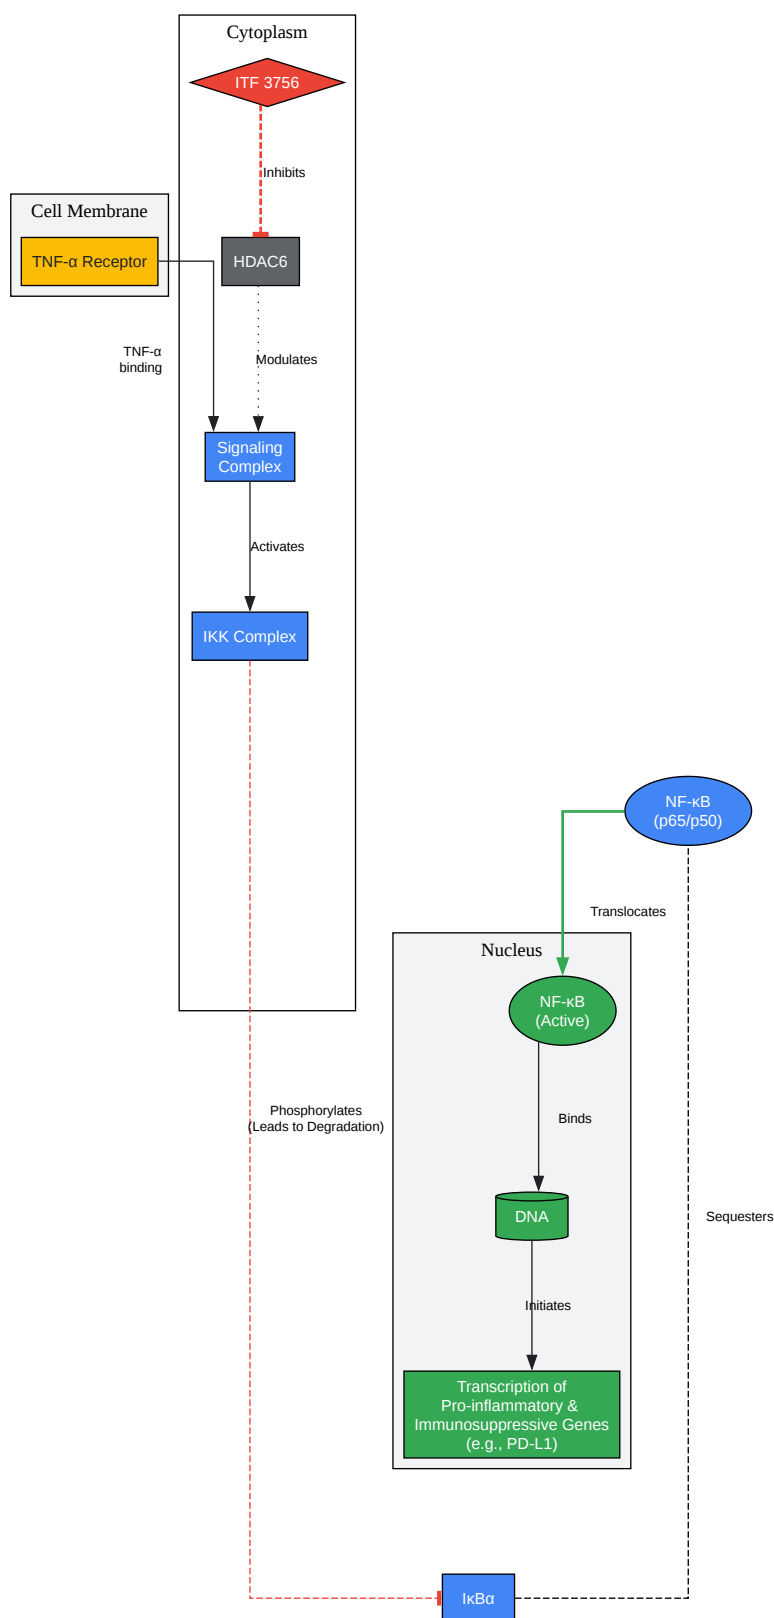 Cytoplasm
ITF 3756
Inhibits
Cell Membrane
TNF-α Receptor
HDAC6
TNF-α
binding
Modulates
Signaling
Complex
Activates
IKK Complex
NF-κB
(p65/p50)
Translocates
Nucleus
NF-κB
(Active)
Phosphorylates
(Leads to Degradation)
Binds
DNA
Sequesters
Initiates
Transcription of
Pro-inflammatory &
Immunosuppressive Genes
(e.g., PD-L1)
IκBα